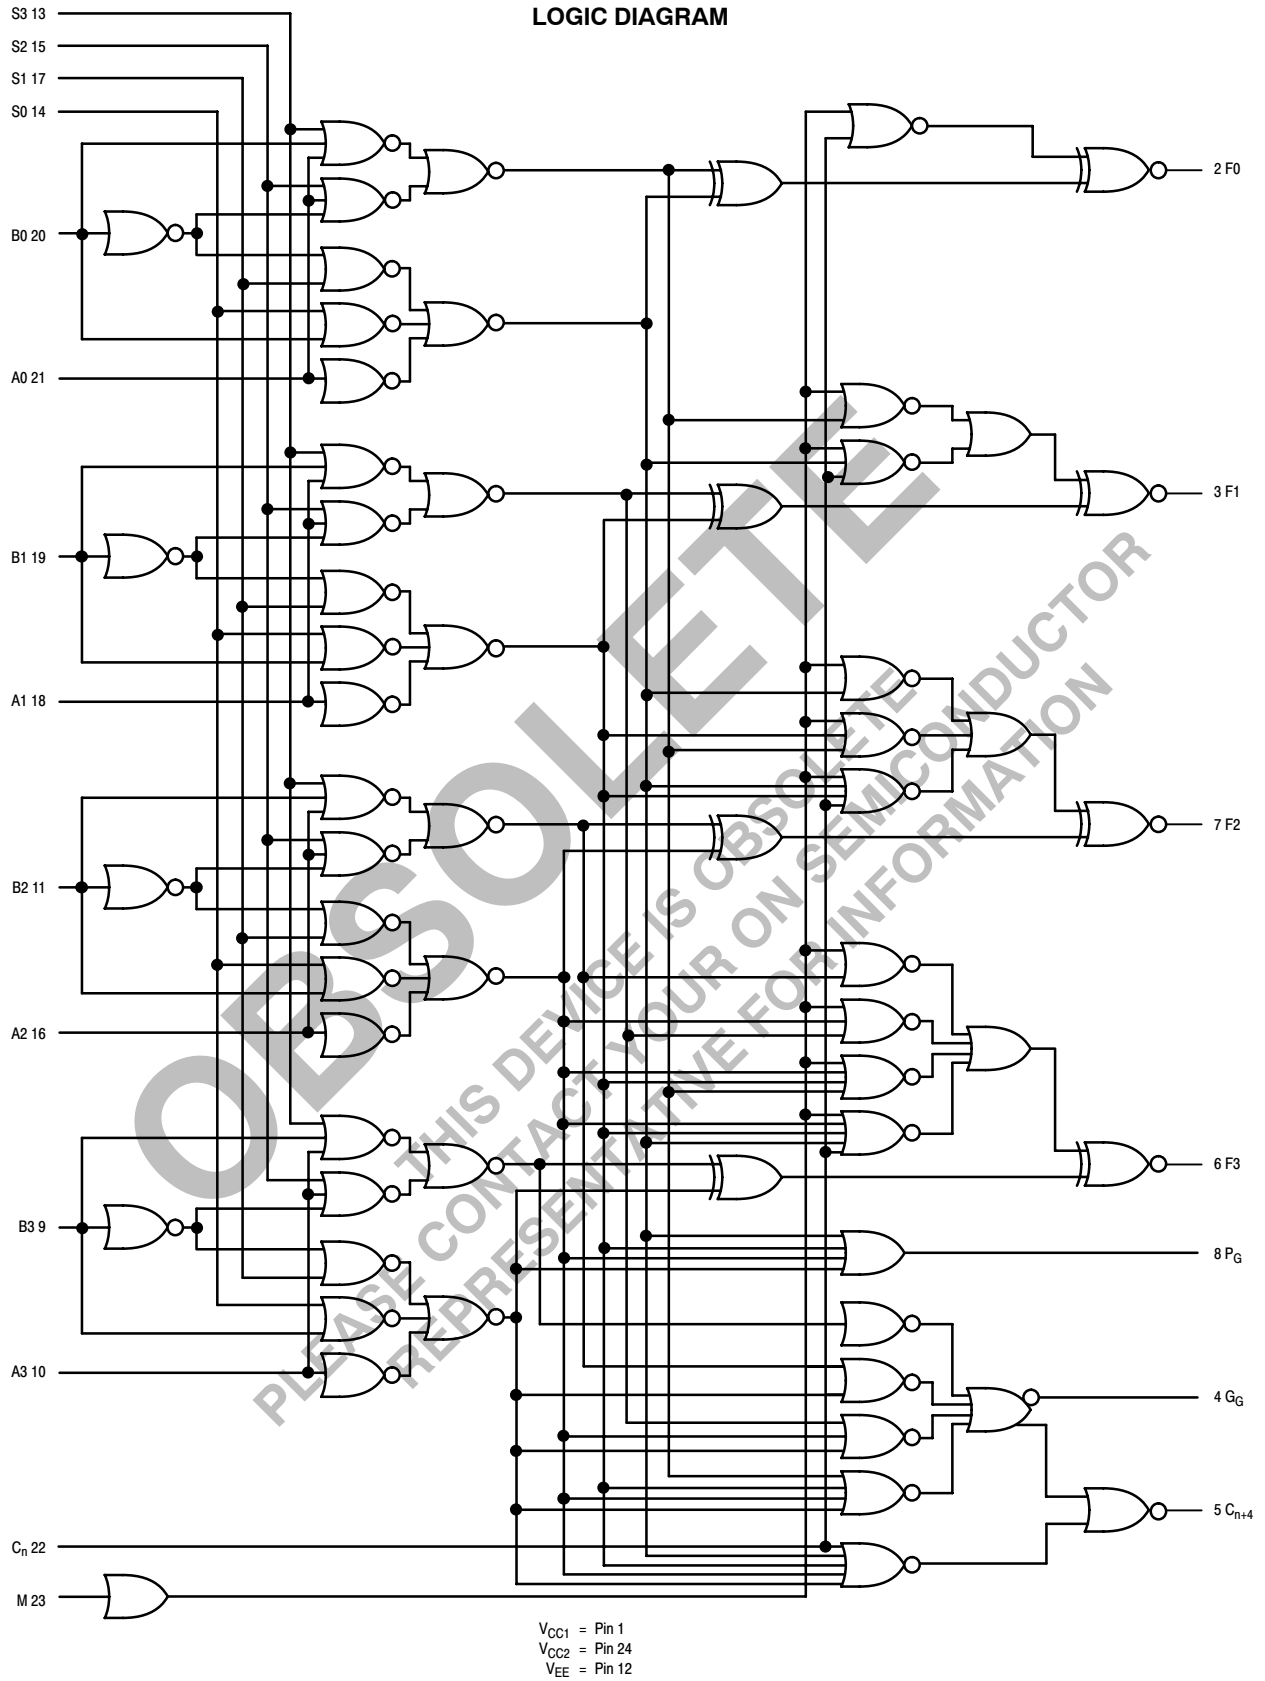 LOGIC DIAGRAM
S3 13
S2 15
S1 17
S0 14
2 F0
B0 20
A0 21
3 F1
B1 19
A1 18
7 F2
B2 11
A2 16
6 F3
B3 9
8 PG
A3 10
4 GG
5 Cn+4
Cn 22
M 23
OBSOLETE
THIS DEVICE IS OBSOLETE
PLEASE CONTACT YOUR ON SEMICONDUCTOR
REPRESENTATIVE FOR INFORMATION
VCC1 = Pin 1
VCC2 = Pin 24
VEE = Pin 12